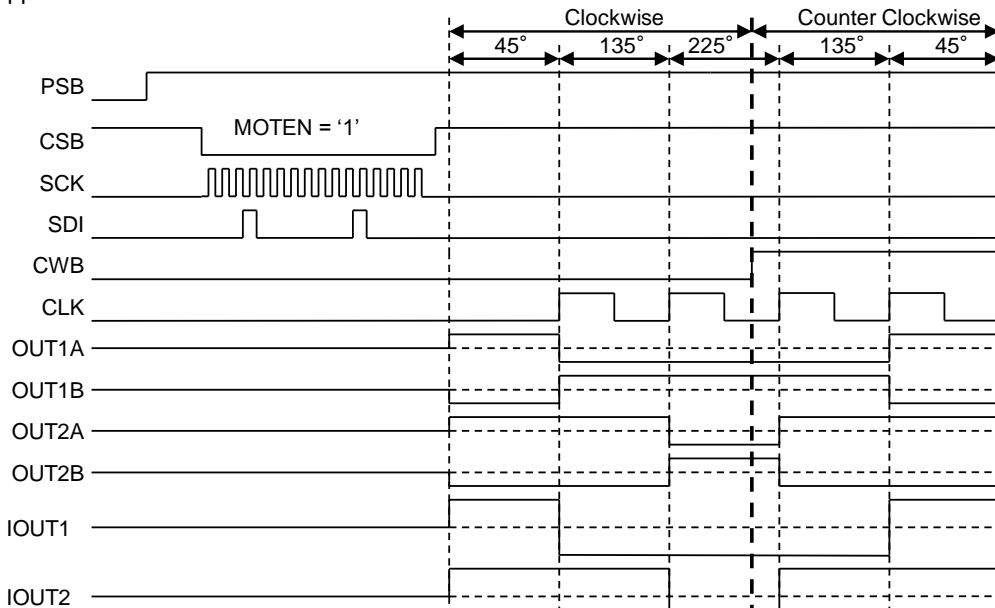 Clockwise Counter Clockwise
45° 135° 225° 135° 45°
PSB
CSB MOTEN = ‘1’
SCK
SDI
CWB
CLK
OUT1A
OUT1B
OUT2A
OUT2B
IOUT1
IOUT2